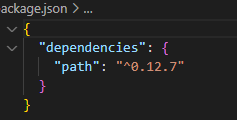 ackage.json > ...
{
"dependencies": {
"path": "^0.12.7"
}
}